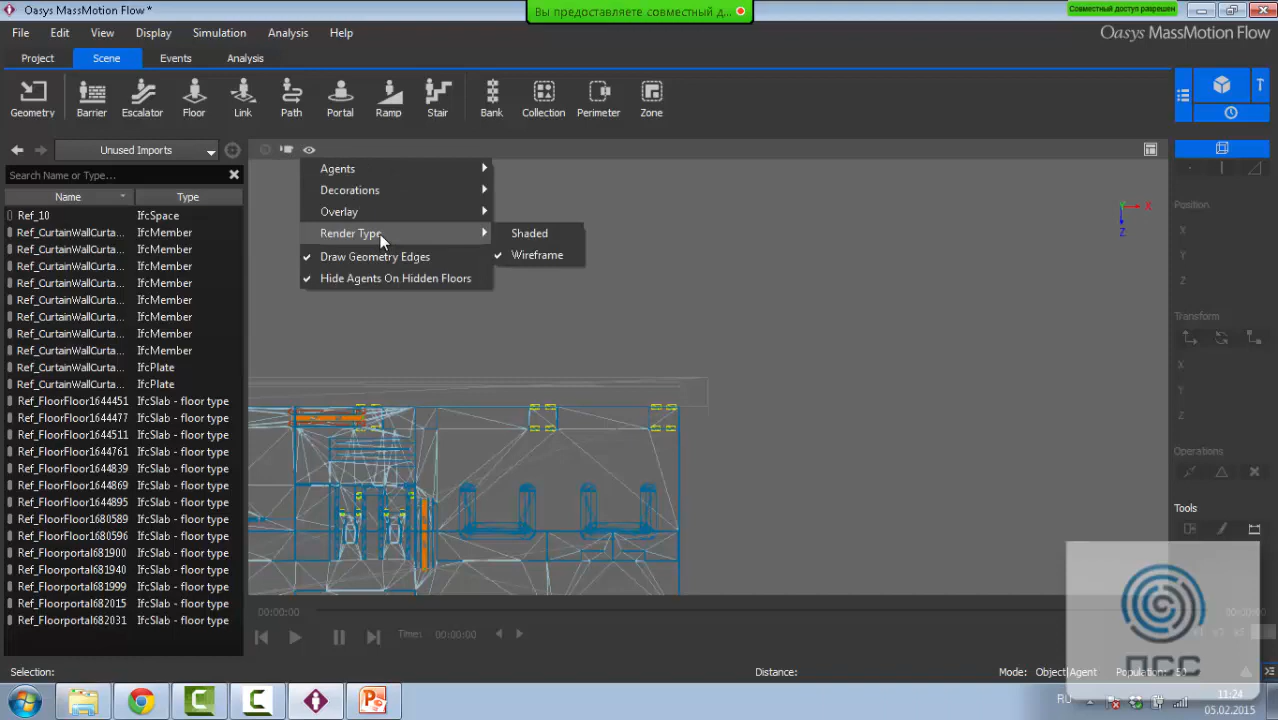 Oasys MassMotion Flow *
Вы предоставляете совместный д...
Совместный доступ разрешен
File Edit View Display Simulation Analysis Help
Oasys MassMotion Flow
Project Scene Events Analysis
Geometry Barrier Escalator Floor Link Path Portal Ramp Stair Bank Collection Perimeter Zone
Unused Imports
Search Name or Type...
Name Type
Ref_10 IfcSpace
Ref_CurtainWallCurta... IfcMember
Ref_CurtainWallCurta... IfcMember
Ref_CurtainWallCurta... IfcMember
Ref_CurtainWallCurta... IfcMember
Ref_CurtainWallCurta... IfcMember
Ref_CurtainWallCurta... IfcMember
Ref_CurtainWallCurta... IfcMember
Ref_CurtainWallCurta... IfcMember
Ref_CurtainWallCurta... IfcPlate
Ref_CurtainWallCurta... IfcPlate
Ref_FloorFloor1644451 IfcSlab - floor type
Ref_FloorFloor1644477 IfcSlab - floor type
Ref_FloorFloor1644511 IfcSlab - floor type
Ref_FloorFloor1644761 IfcSlab - floor type
Ref_FloorFloor1644839 IfcSlab - floor type
Ref_FloorFloor1644869 IfcSlab - floor type
Ref_FloorFloor1644895 IfcSlab - floor type
Ref_FloorFloor1680589 IfcSlab - floor type
Ref_FloorFloor1680596 IfcSlab - floor type
Ref_Floorportal681900 IfcSlab - floor type
Ref_Floorportal681940 IfcSlab - floor type
Ref_Floorportal681999 IfcSlab - floor type
Ref_Floorportal682015 IfcSlab - floor type
Ref_Floorportal682031 IfcSlab - floor type
Agents
Decorations
Overlay
Render Type
Draw Geometry Edges
Hide Agents On Hidden Floors
Shaded
Wireframe
Y X
Z
Position
X
Y
Z
Transform
X
Y
Z
Operations
Tools
00:00:00 00:00:00
Time: 00:00:00
Selection: Distance: Mode: Object|Agent Population: 50
ПСС
RU
11:24
05.02.2015